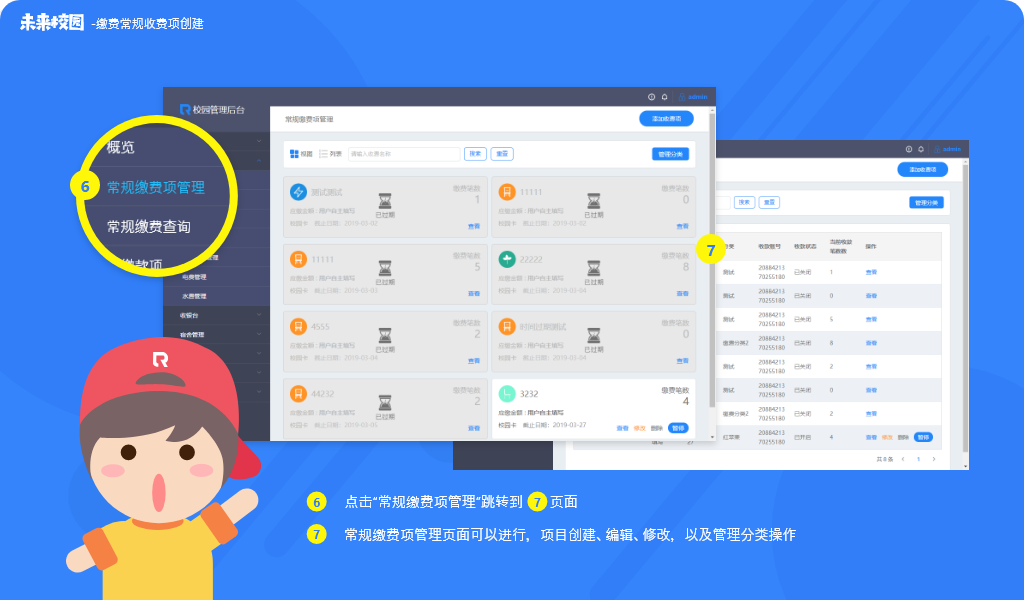 未来校园 -缴费常规收费项创建
校园管理后台
admin
概览
常规缴费项管理
常规缴费查询
6
电费管理
水费管理
收银台
宿舍管理
常规缴费项管理
添加收费项
视图 列表 请输入收费名称 搜索 重置 管理分类
测试测试 已过期 缴费笔数 1
应缴金额：用户自主填写
校园卡 截止日期：2019-03-02 查看
11111 已过期 缴费笔数 0
应缴金额：用户自主填写
校园卡 截止日期：2019-03-02 查看
11111 已过期 缴费笔数 5
应缴金额：用户自主填写
校园卡 截止日期：2019-03-03 查看
22222 已过期 缴费笔数 8
应缴金额：用户自主填写
校园卡 截止日期：2019-03-04 查看
4555 已过期 缴费笔数 2
应缴金额：用户自主填写
校园卡 截止日期：2019-03-04 查看
时间过期测试 已过期 缴费笔数 0
应缴金额：用户自主填写
校园卡 截止日期：2019-03-04 查看
44232 已过期 缴费笔数 2
应缴金额：用户自主填写
校园卡 截止日期：2019-03-05 查看
3232 缴费笔数 4
应缴金额：用户自主填写
校园卡 截止日期：2019-03-27 查看 修改 删除 暂停
7
admin
添加收费项
搜索 重置 管理分类
收款账号 收款状态 当前收款笔数数 操作
测试 2088421370255180 已关闭 1 查看
测试 2088421370255180 已关闭 0 查看
测试 2088421370255180 已关闭 5 查看
缴费分类2 2088421370255180 已关闭 8 查看
测试 2088421370255180 已关闭 2 查看
测试 2088421370255180 已关闭 0 查看
缴费分类2 2088421370255180 已关闭 2 查看
红苹果 2088421370255180 已开启 4 查看 修改 删除 暂停
共 8 条 1
6 点击“常规缴费项管理”跳转到 7 页面
7 常规缴费项管理页面可以进行，项目创建、编辑、修改，以及管理分类操作